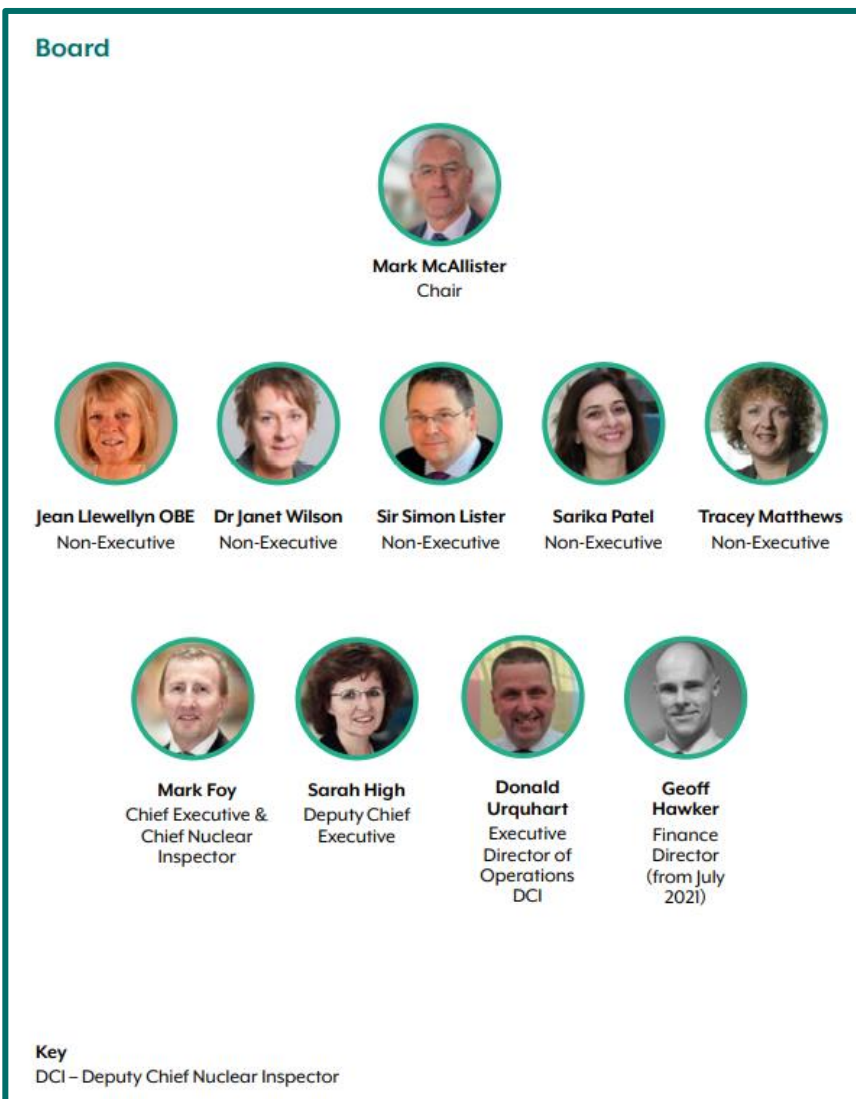 Board
Mark McAllister
Chair
Jean Llewellyn OBE
Non-Executive
Dr Janet Wilson
Non-Executive
Sir Simon Lister
Non-Executive
Sarika Patel
Non-Executive
Tracey Matthews
Non-Executive
Mark Foy
Chief Executive &
Chief Nuclear
Inspector
Sarah High
Deputy Chief
Executive
Donald
Urquhart
Executive
Director of
Operations
DCI
Geoff
Hawker
Finance
Director
(from July
2021)
Key
DCI – Deputy Chief Nuclear Inspector